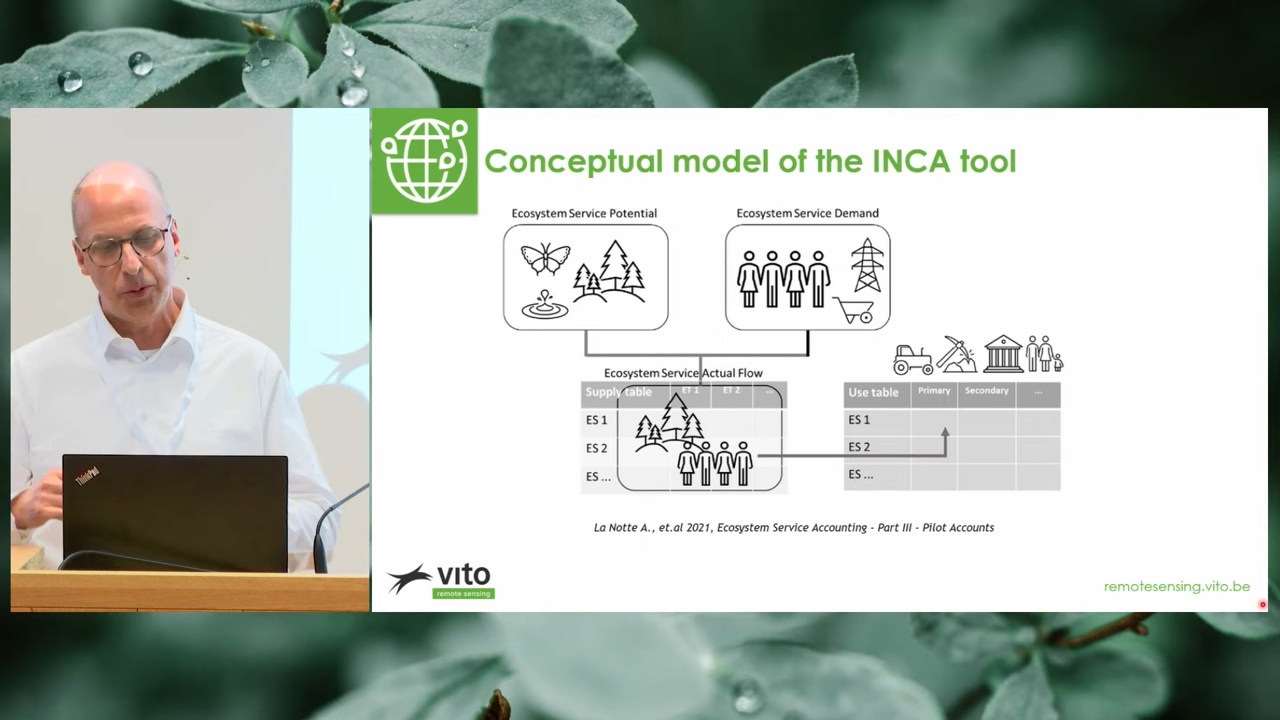 Conceptual model of the INCA tool
Ecosystem Service Potential
Ecosystem Service Demand
Ecosystem Service Actual Flow
Supply table ET 1 ET 2 ...
ES 1
ES 2
ES ...
Use table Primary Secondary ...
ES 1
ES 2
ES ...
La Notte A., et.al 2021, Ecosystem Service Accounting - Part III - Pilot Accounts
vito
remote sensing
remotesensing.vito.be
ThinkPad